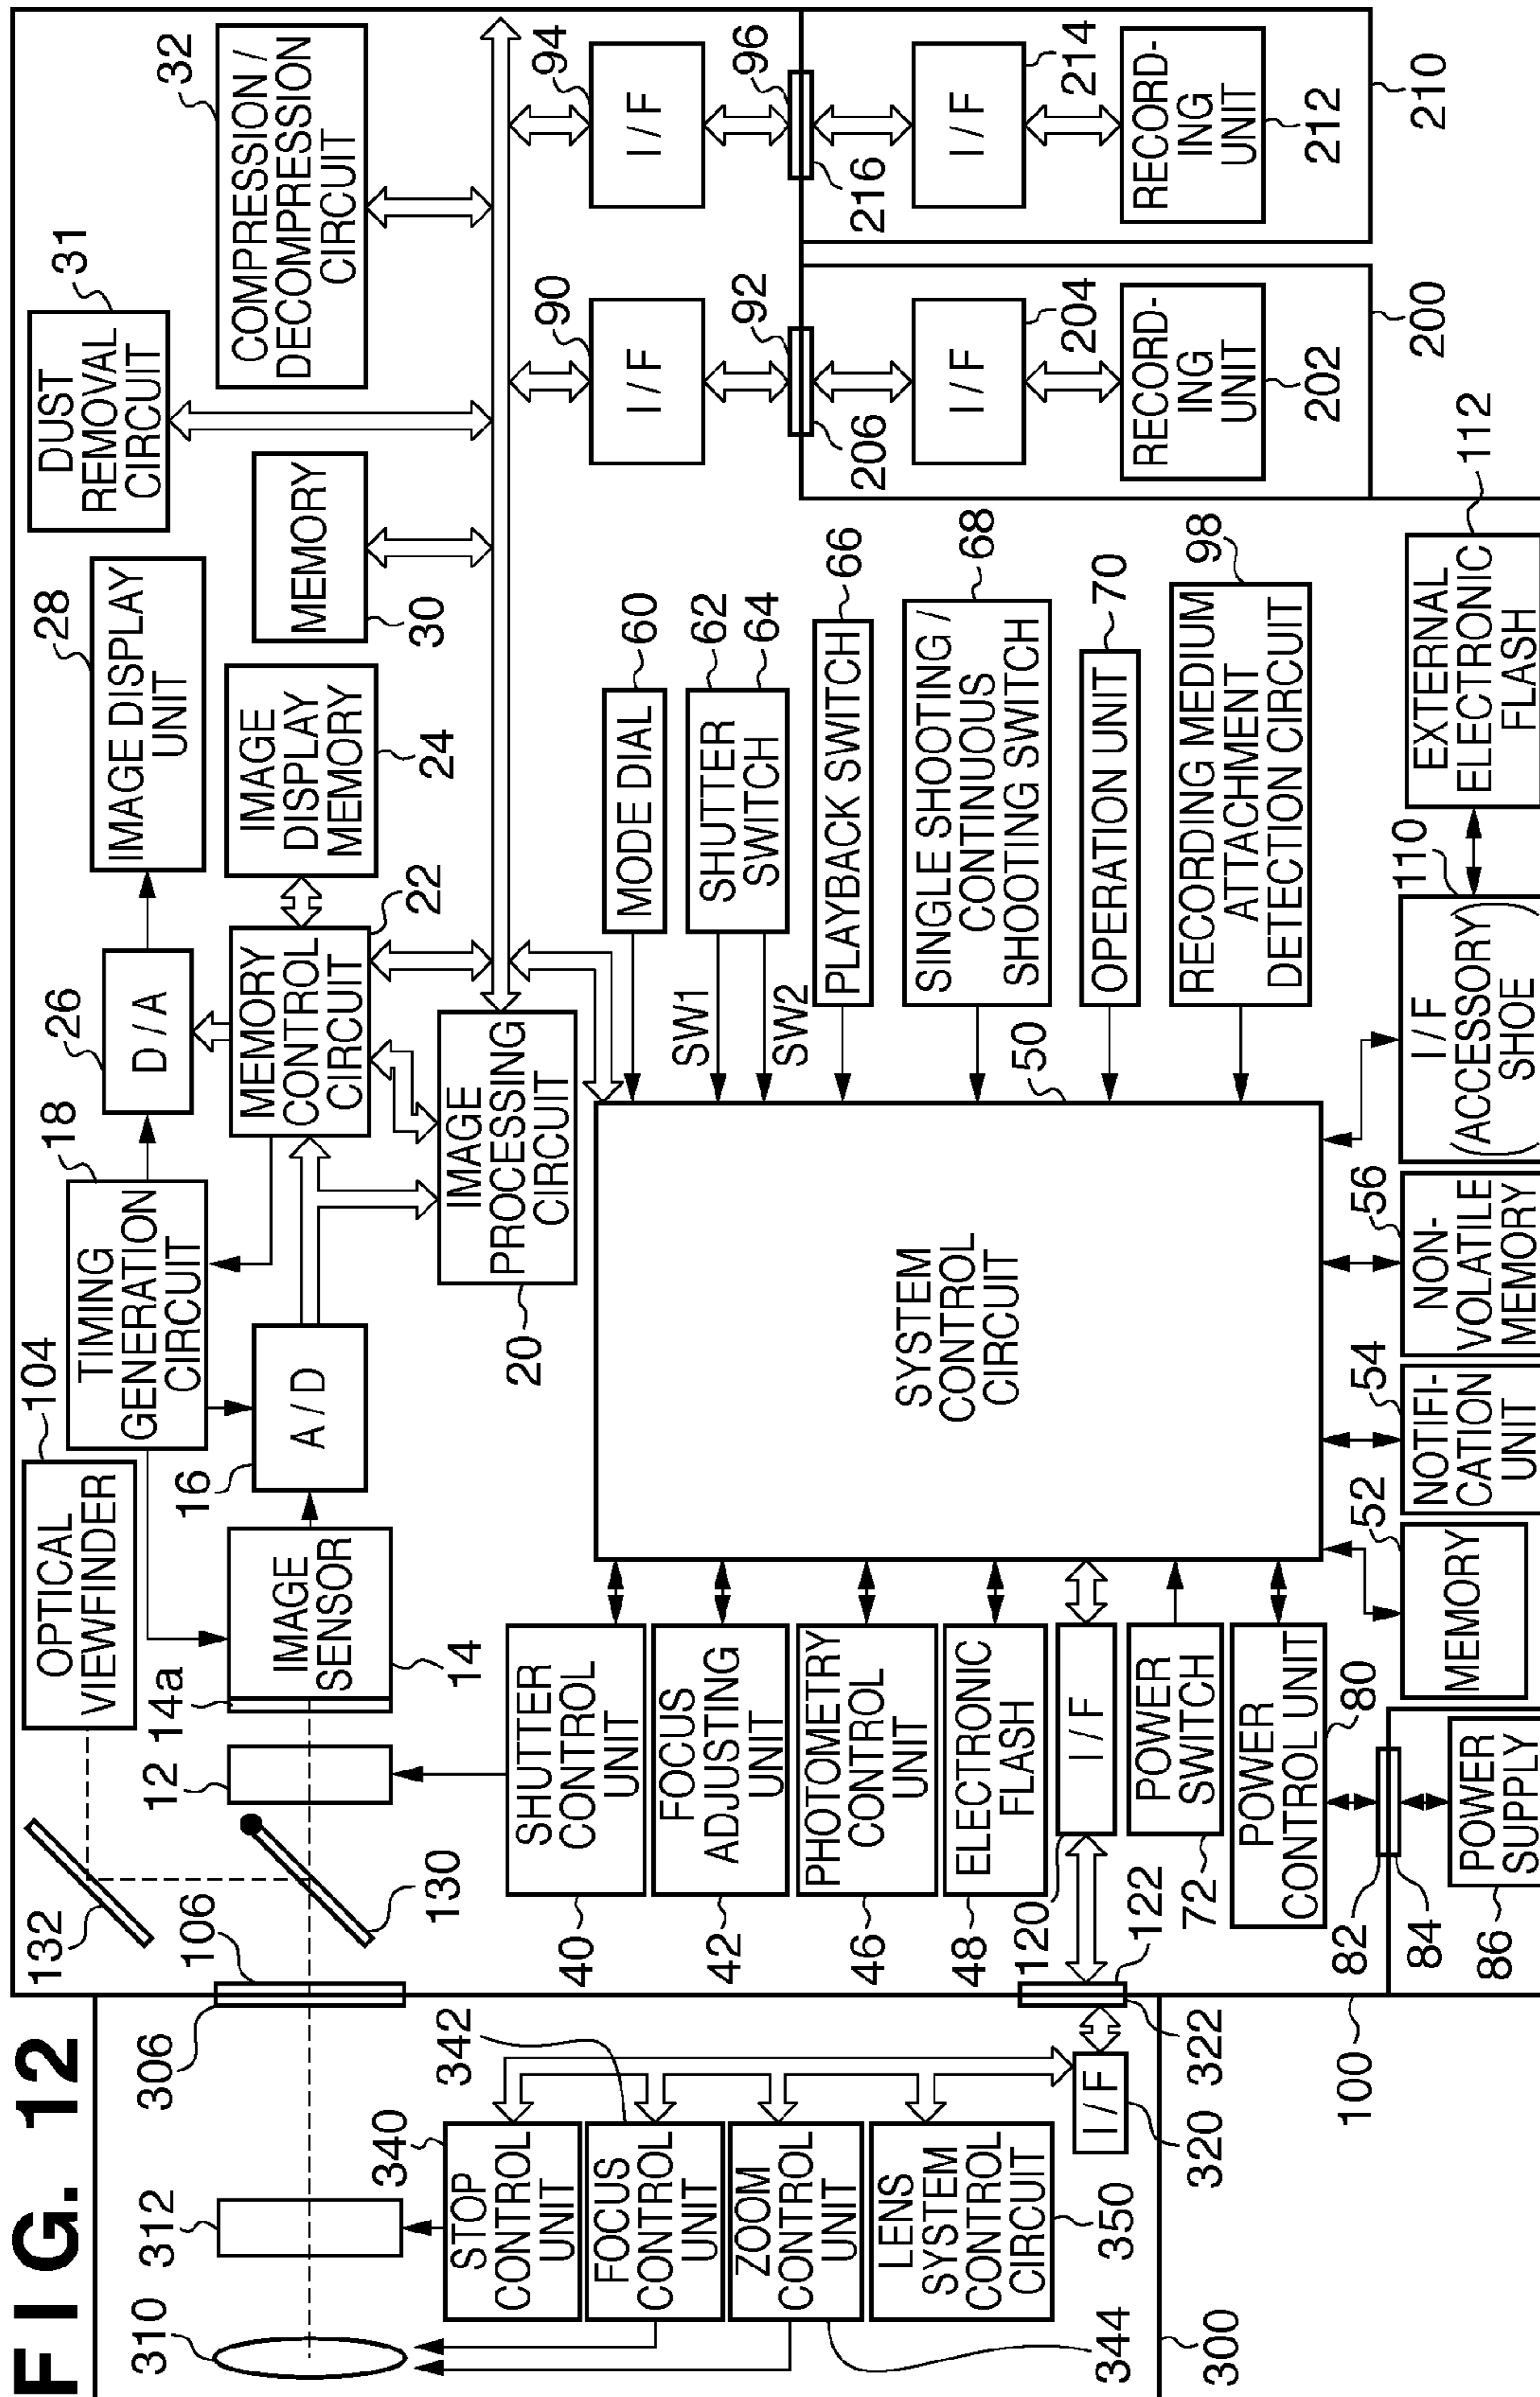 FIG. 12
310
312
306
106
132
130
12
14a
OPTICAL
VIEWFINDER
104
IMAGE
SENSOR
14
16
A/D
TIMING
GENERATION
CIRCUIT
18
26
D/A
28
IMAGE DISPLAY
UNIT
DUST
REMOVAL
CIRCUIT
31
32
COMPRESSION /
DECOMPRESSION
CIRCUIT
MEMORY
CONTROL
CIRCUIT
22
IMAGE
DISPLAY
MEMORY
24
MEMORY
30
IMAGE
PROCESSING
CIRCUIT
20
340
STOP
CONTROL
UNIT
342
FOCUS
CONTROL
UNIT
ZOOM
CONTROL
UNIT
344
LENS
SYSTEM
CONTROL
CIRCUIT
350
I/F
320
322
300
100
SHUTTER
CONTROL
UNIT
40
FOCUS
ADJUSTING
UNIT
42
PHOTOMETRY
CONTROL
UNIT
46
ELECTRONIC
FLASH
48
I/F
120
122
POWER
SWITCH
72
POWER
CONTROL UNIT
80
82
84
POWER
SUPPLY
86
SYSTEM
CONTROL
CIRCUIT
50
MEMORY
52
NOTIFI-
CATION
UNIT
54
NON-
VOLATILE
MEMORY
56
I/F
(ACCESSORY
SHOE)
110
EXTERNAL
ELECTRONIC
FLASH
112
MODE DIAL
60
SW1
SHUTTER
SWITCH
62
64
SW2
PLAYBACK SWITCH
66
SINGLE SHOOTING /
CONTINUOUS
SHOOTING SWITCH
68
OPERATION UNIT
70
RECORDING MEDIUM
ATTACHMENT
DETECTION CIRCUIT
98
I/F
90
92
206
I/F
204
RECORD-
ING
UNIT
202
200
I/F
94
96
216
I/F
214
RECORD-
ING
UNIT
212
210